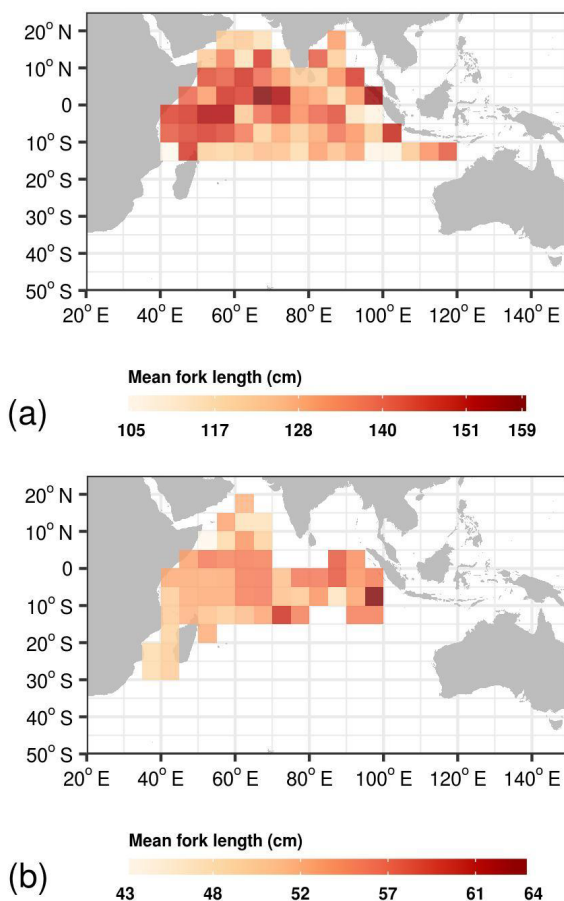 20° N
10° N
0
10° S
20° S
30° S
40° S
50° S
20° E 40° E 60° E 80° E 100° E 120° E 140° E
Mean fork length (cm)
(a)
105 117 128 140 151 159
20° N
10° N
0
10° S
20° S
30° S
40° S
50° S
20° E 40° E 60° E 80° E 100° E 120° E 140° E
Mean fork length (cm)
(b)
43 48 52 57 61 64